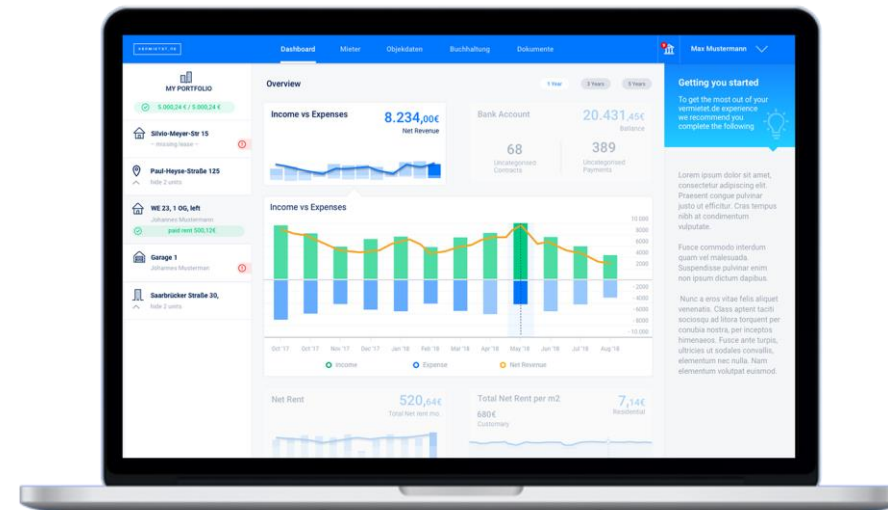 VERMIETET.DE
Dashboard
Mieter
Objekdaten
Buchhaltung
Dokumente
Max Mustermann
MY PORTFOLIO
5.000,24 € / 5.000,24 €
Silvio-Meyer-Str 15
– missing lease –
Paul-Heyse-Straße 125
hide 2 units
WE 23, 1 OG, left
Johannes Mustermann
paid rent 500,12€
Garage 1
Johannes Musterman
Saarbrücker Straße 30,
hide 2 units
Overview
1 Year
3 Years
5 Years
Income vs Expenses
8.234,00€
Net Revenue
Bank Account
20.431,45€
Ballance
68
Uncategorised
Contacts
389
Uncategorised
Payments
Income vs Expenses
10.000
8000
6000
4000
2000
- 2000
- 4000
- 6000
- 8000
- 10.000
Oct '17
Oct '17
Nov '17
Dec '17
Jan '18
Feb '18
Mar '18
Apr '18
May '18
Jun '18
Jul '18
Aug '18
Income
Expense
Net Revenue
Net Rent
520,64€
Total Net rent mo.
Total Net Rent per m2
680€
Customary
7,14€
Residential
Getting you started
To get the most out of your
vermietet.de experience
we recommend you
complete the following
Lorem ipsum dolor sit amet,
consectetur adipiscing elit.
Praesent congue pulvinar
justo ut efficitur. Cras tempus
nibh at condimentum
vulputate.
Fusce commodo interdum
quam vel malesuada.
Suspendisse pulvinar enim
non ipsum dictum dapibus.
Nunc a eros vitae felis aliquet
venenatis. Class aptent taciti
sociosqu ad litora torquent per
conubia nostra, per inceptos
himenaeos. Fusce ante turpis,
ultricies ut sodales convallis,
elementum nec nulla. Nam
elementum volutpat euismod.